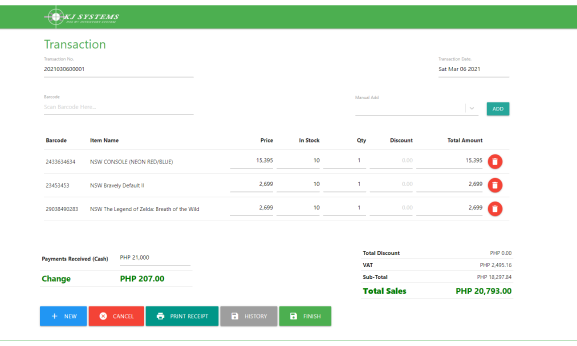 KJ SYSTEMS
Transaction
Transaction No.
2021030600001
Transaction Date
Sat Mar 06 2021
Barcode
Scan Barcode Here...
Manual Add
ADD
Barcode Item Name Price In Stock Qty Discount Total Amount
2433634634 NSW CONSOLE (NEON RED/BLUE) 15,395 10 1 0.00 15,395
23453453 NSW Bravely Default II 2,699 10 1 0.00 2,699
29038490283 NSW The Legend of Zelda: Breath of the Wild 2,699 10 1 0.00 2,699
Payments Received (Cash) PHP 21,000
Change PHP 207.00
Total Discount PHP 0.00
VAT PHP 2,495.16
Sub-Total PHP 18,297.84
Total Sales PHP 20,793.00
NEW CANCEL PRINT RECEIPT HISTORY FINISH